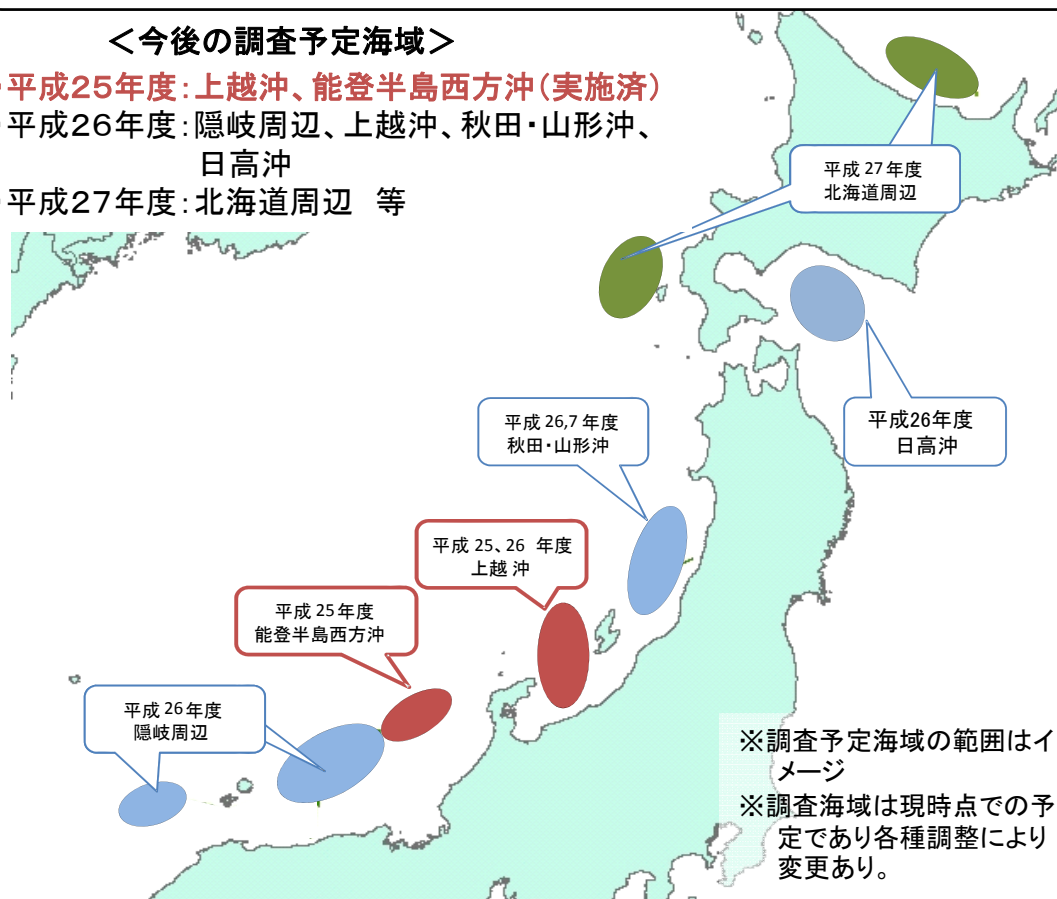 ＜今後の調査予定海域＞
平成25年度：上越沖、能登半島西方沖（実施済）
平成26年度：隠岐周辺、上越沖、秋田・山形沖、
日高沖
平成27年度：北海道周辺　等
平成 27年度
北海道周辺
平成26年度
日高沖
平成 26,7 年度
秋田・山形沖
平成 25、26 年度
上越沖
平成 25年度
能登半島西方沖
平成 26年度
隠岐周辺
※調査予定海域の範囲はイ
メージ
※調査海域は現時点での予
定であり各種調整により
変更あり。